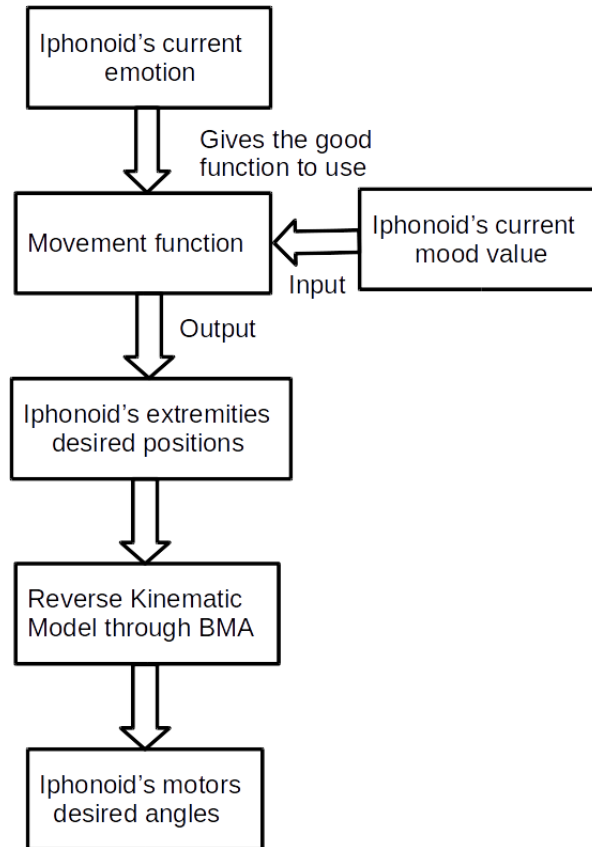 Iphonoid’s current
emotion
Gives the good
function to use
Movement function
Iphonoid’s current
mood value
Input
Output
Iphonoid’s extremities
desired positions
Reverse Kinematic
Model through BMA
Iphonoid’s motors
desired angles